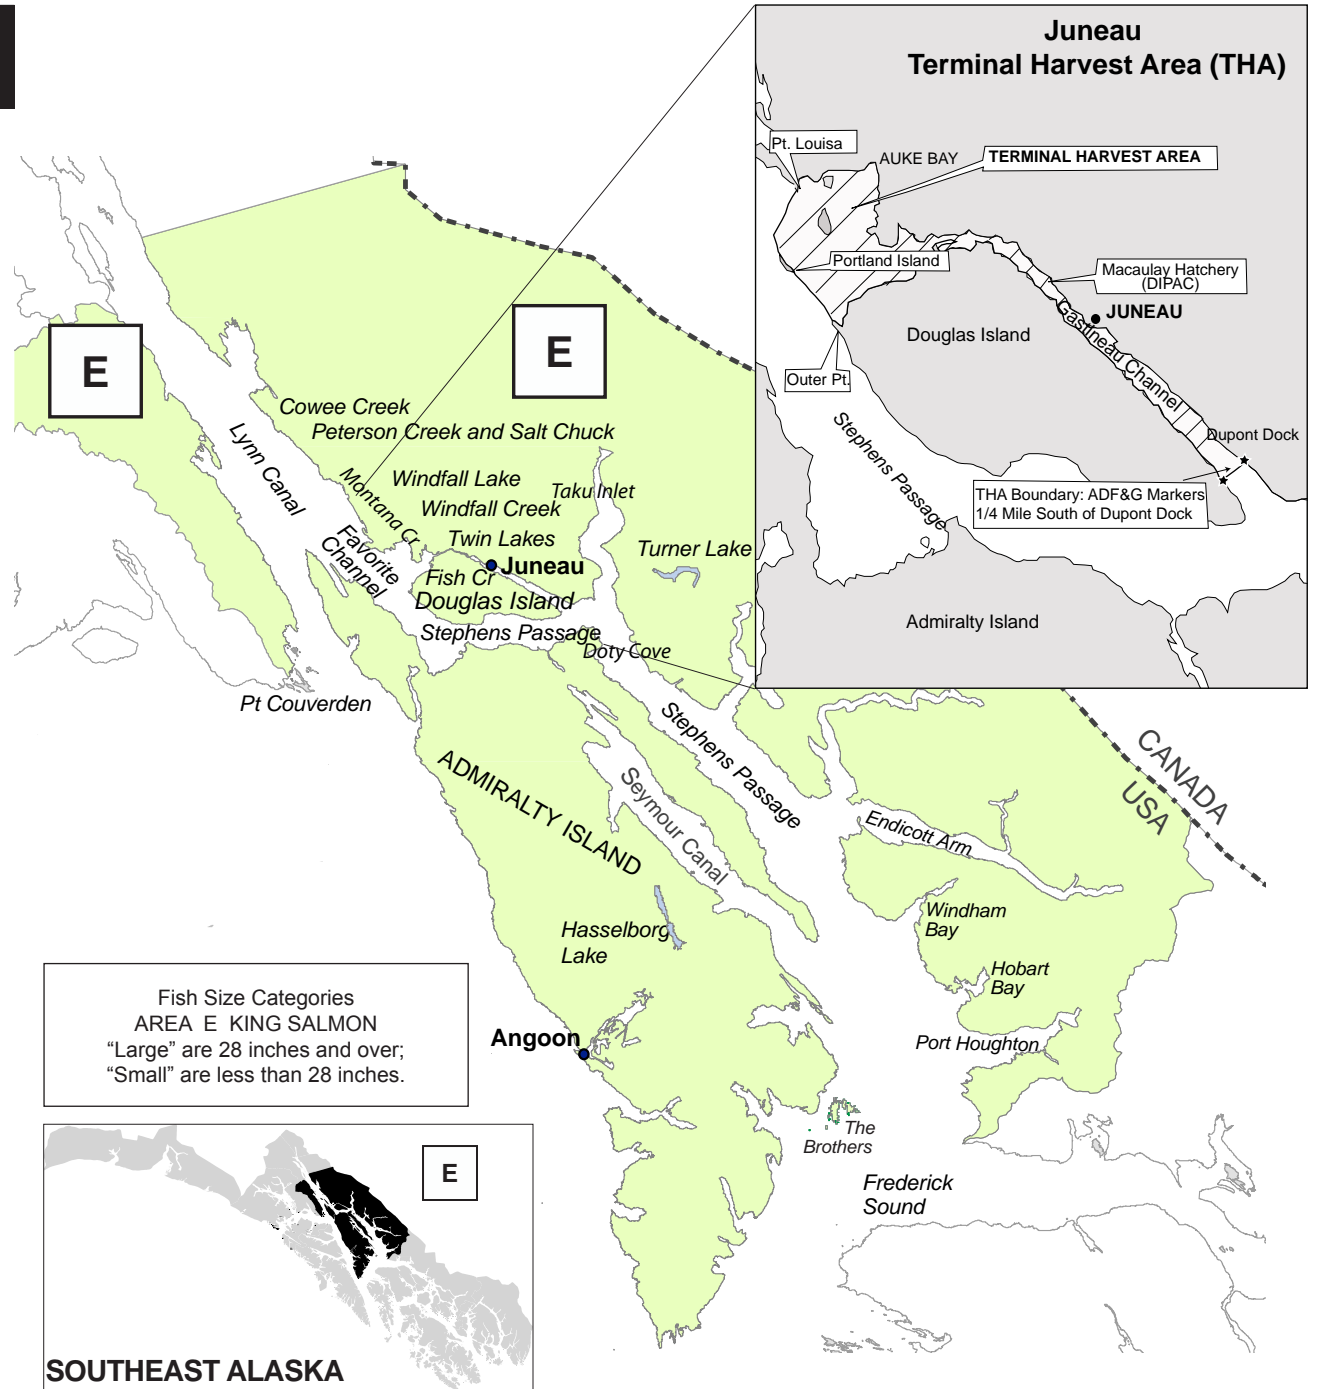 Juneau
Terminal Harvest Area (THA)
Pt. Louisa
AUKE BAY
TERMINAL HARVEST AREA
Portland Island
Macaulay Hatchery
(DIPAC)
JUNEAU
Gastineau Channel
Douglas Island
Outer Pt.
Stephens Passage
Dupont Dock
THA Boundary: ADF&G Markers
1/4 Mile South of Dupont Dock
Admiralty Island
E
E
Cowee Creek
Peterson Creek and Salt Chuck
Lynn Canal
Montana Cr
Windfall Lake
Taku Inlet
Windfall Creek
Twin Lakes
Turner Lake
Favorite
Channel
Juneau
Fish Cr
Douglas Island
Stephens Passage
Doty Cove
Pt Couverden
Stephens Passage
CANADA
USA
ADMIRALTY ISLAND
Seymour Canal
Endicott Arm
Windham
Bay
Hasselborg
Lake
Hobart
Bay
Angoon
Port Houghton
The
Brothers
Frederick
Sound
Fish Size Categories
AREA E KING SALMON
“Large” are 28 inches and over;
“Small” are less than 28 inches.
E
SOUTHEAST ALASKA